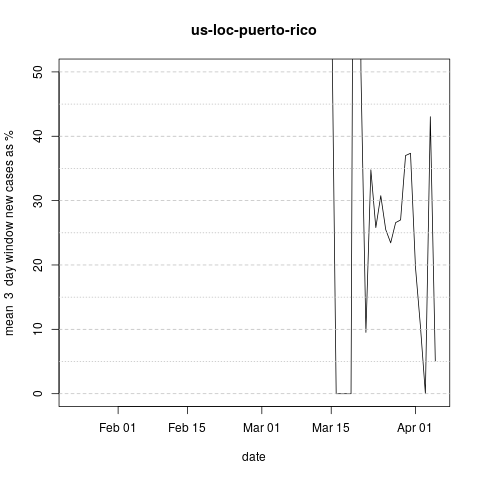 us-loc-puerto-rico
mean 3 day window new cases as %
50
40
30
20
10
0
Feb 01 Feb 15 Mar 01 Mar 15 Apr 01
date